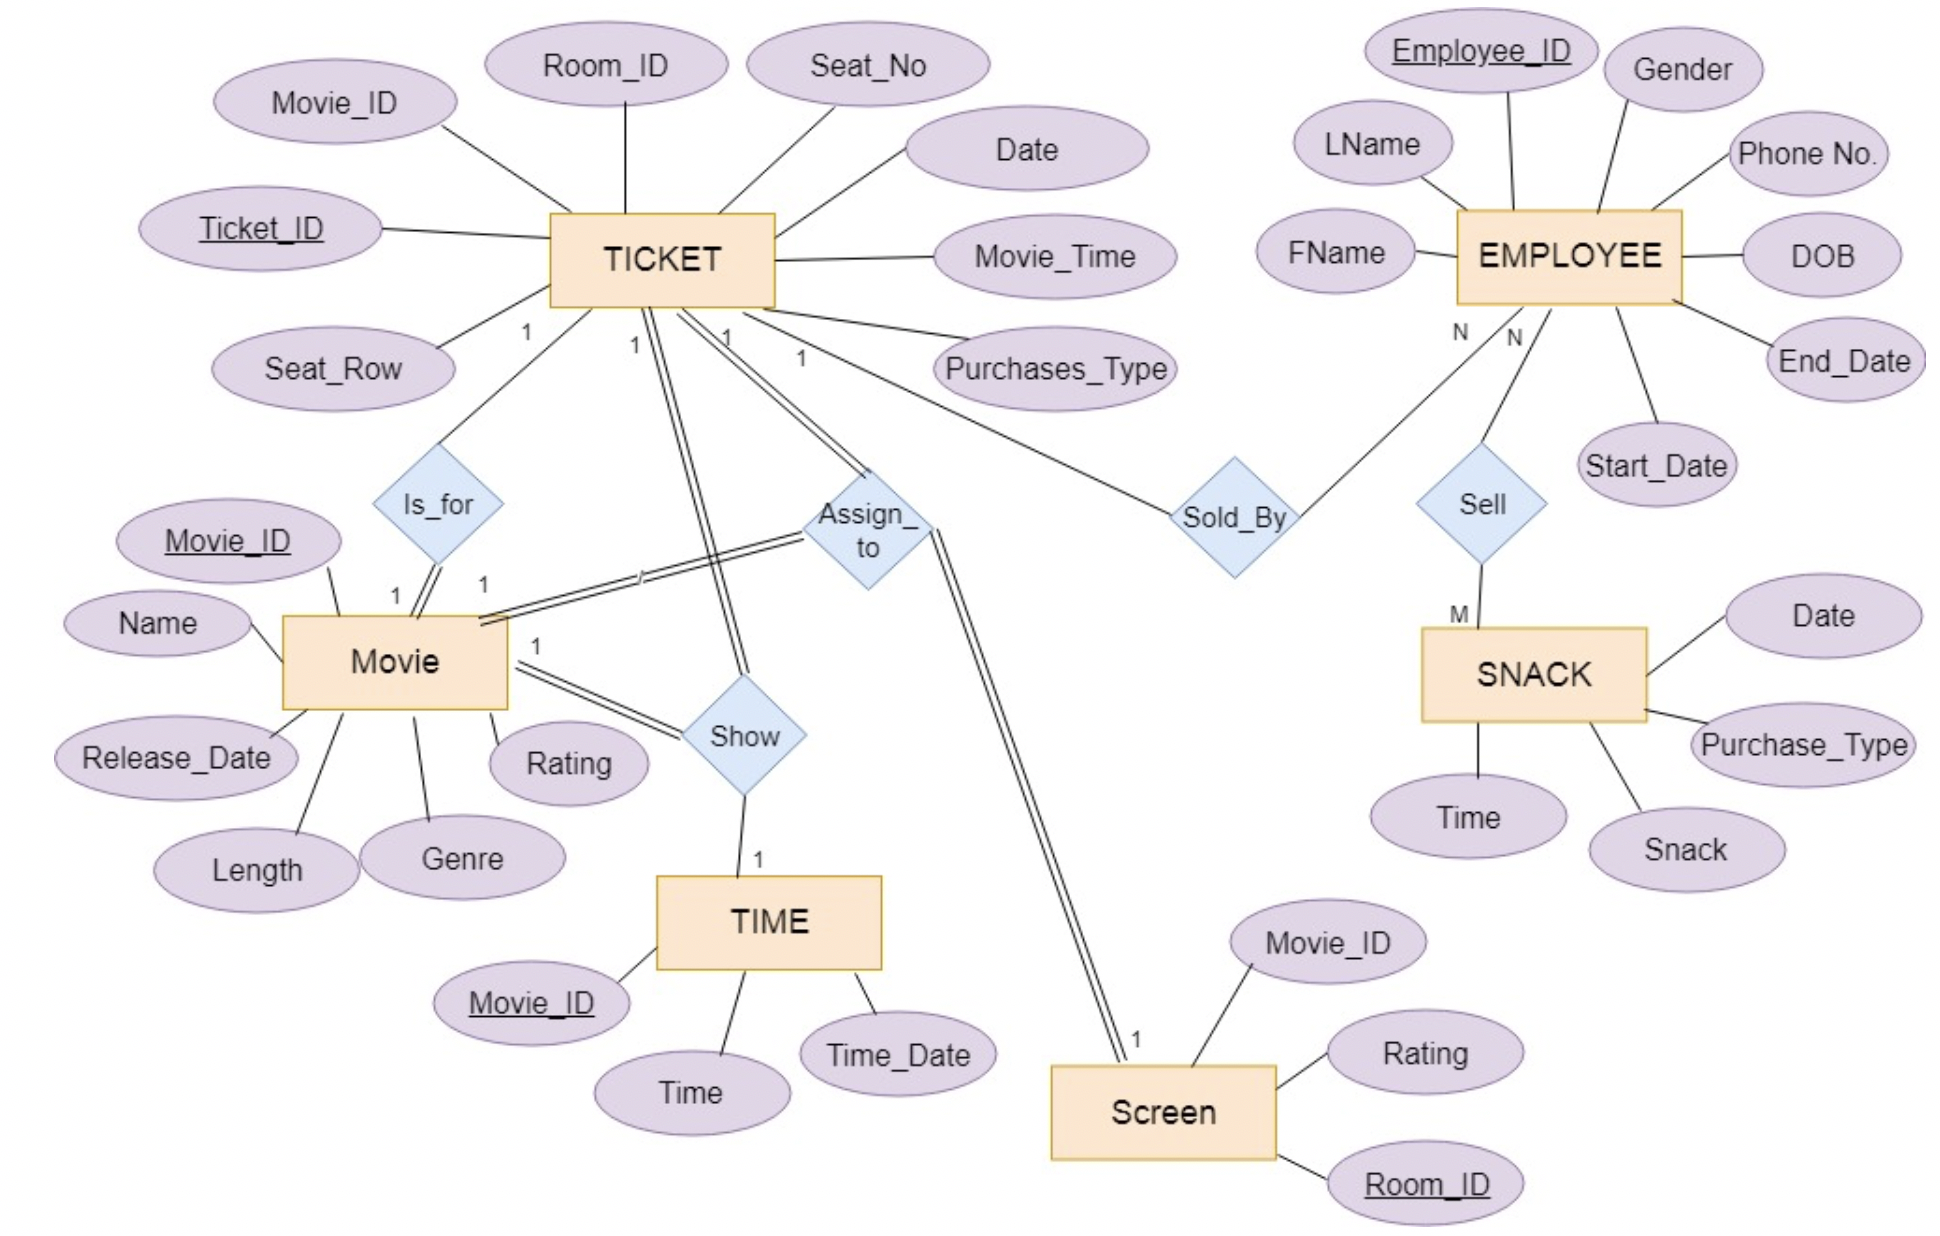 Employee_ID
Room_ID
Seat_No
Gender
Movie_ID
LName
Date
Phone No.
Ticket_ID
TICKET
Movie_Time
FName
EMPLOYEE
DOB
1
1
1
1
N
N
Seat_Row
Purchases_Type
End_Date
Start_Date
Is_for
Assign_
to
Sold_By
Sell
Movie_ID
1
1
M
Name
Date
1
Movie
SNACK
Show
Release_Date
Rating
Purchase_Type
Time
Snack
Length
Genre
1
TIME
Movie_ID
Movie_ID
Time_Date
Rating
1
Time
Screen
Room_ID